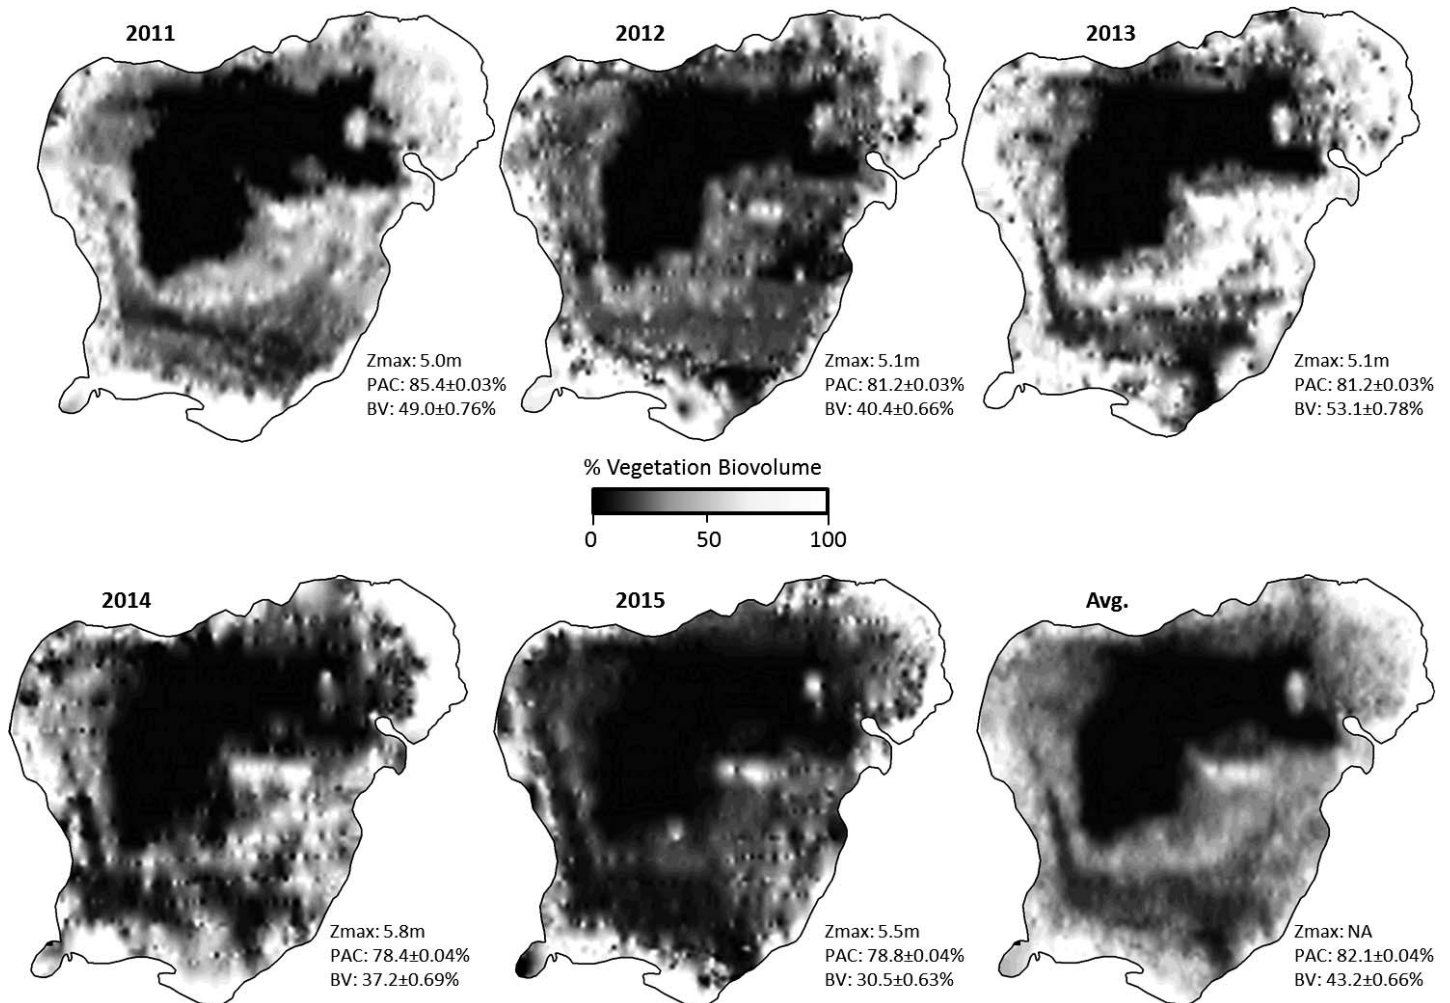 2011
2012
2013
Zmax: 5.0m
PAC: 85.4±0.03%
BV: 49.0±0.76%
Zmax: 5.1m
PAC: 81.2±0.03%
BV: 40.4±0.66%
Zmax: 5.1m
PAC: 81.2±0.03%
BV: 53.1±0.78%
% Vegetation Biovolume
0 50 100
2014
2015
Avg.
Zmax: 5.8m
PAC: 78.4±0.04%
BV: 37.2±0.69%
Zmax: 5.5m
PAC: 78.8±0.04%
BV: 30.5±0.63%
Zmax: NA
PAC: 82.1±0.04%
BV: 43.2±0.66%